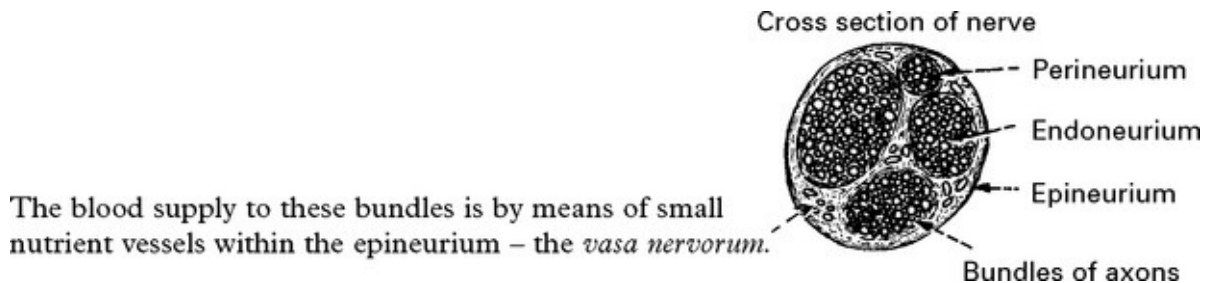 Cross section of nerve
Perineurium
Endoneurium
Epineurium
The blood supply to these bundles is by means of small
nutrient vessels within the epineurium – the vasa nervorum.
Bundles of axons